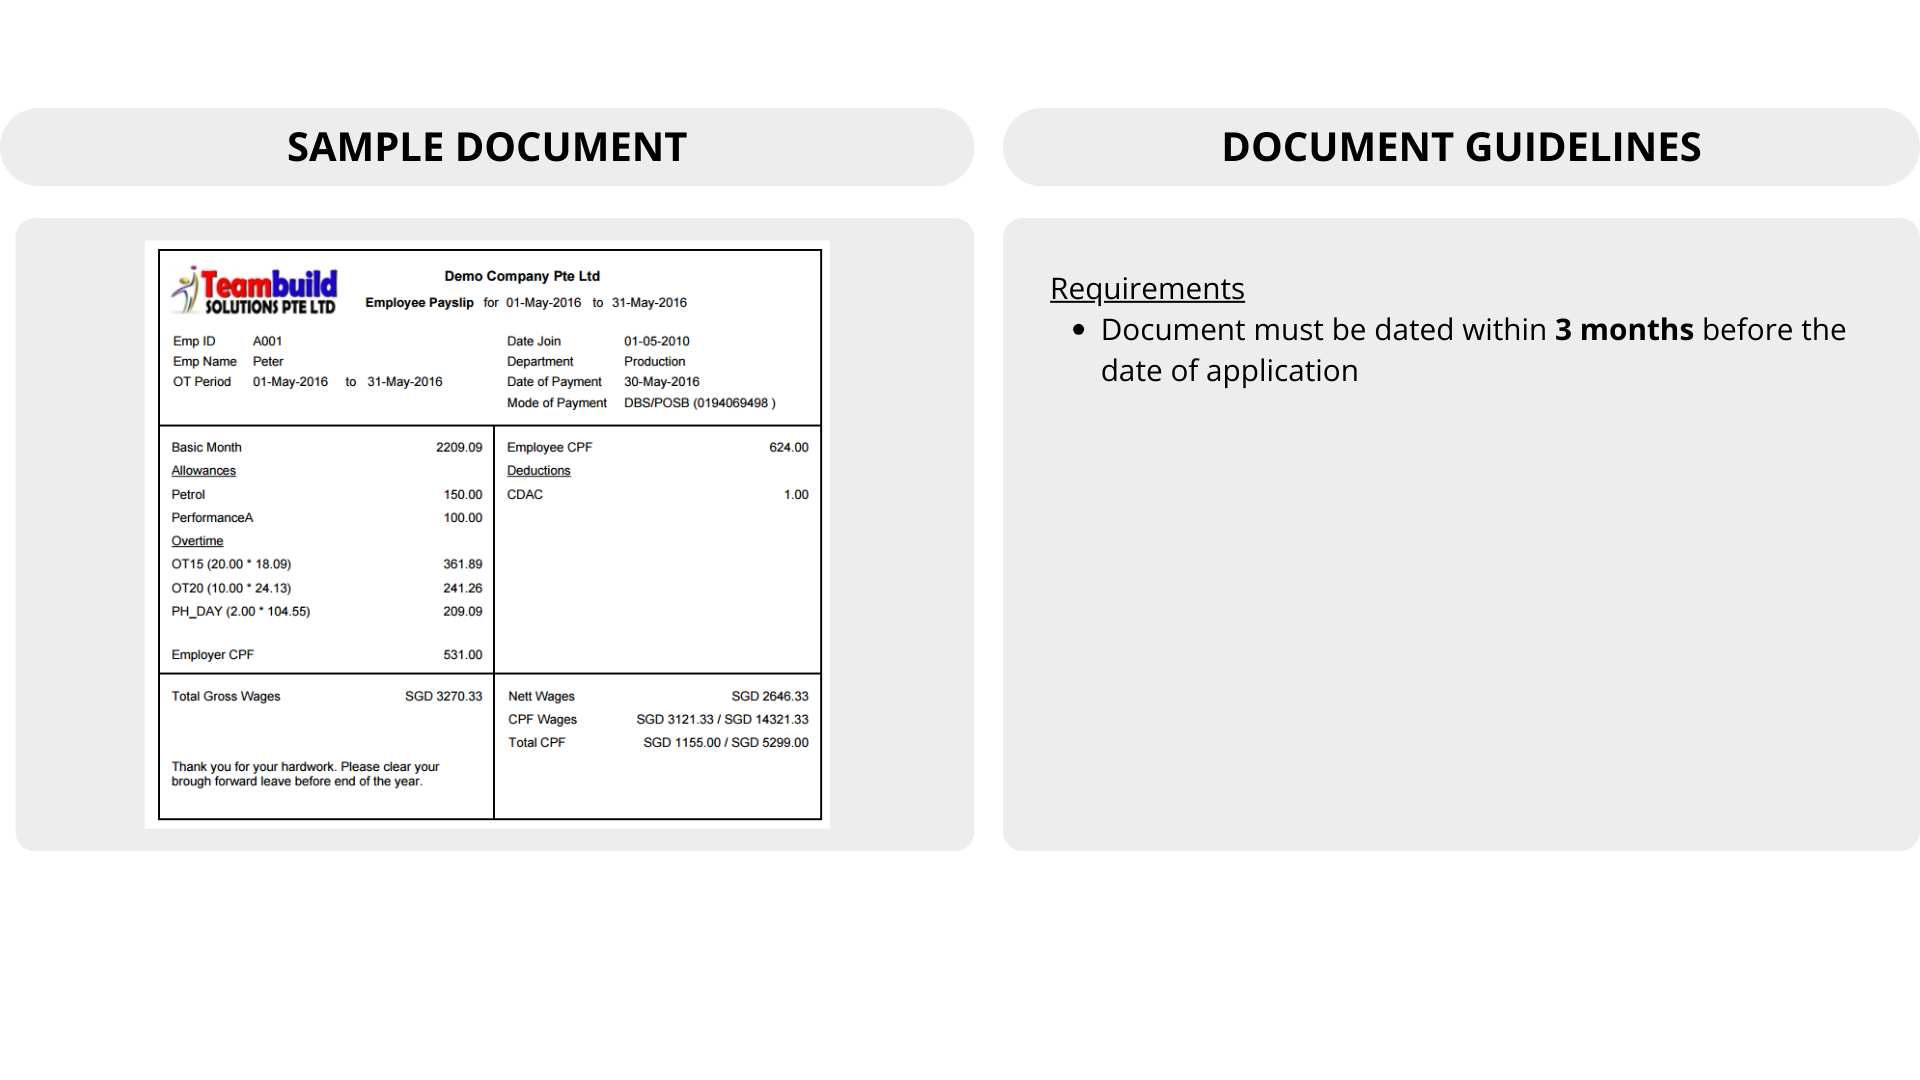 SAMPLE DOCUMENT
Teambuild
SOLUTIONS PTE LTD
Demo Company Pte Ltd
Employee Payslip for 01-May-2016 to 31-May-2016
Emp ID A001
Emp Name Peter
OT Period 01-May-2016 to 31-May-2016
Date Join 01-05-2010
Department Production
Date of Payment 30-May-2016
Mode of Payment DBS/POSB (0194069498 )
Basic Month 2209.09
Allowances
Petrol 150.00
PerformanceA 100.00
Overtime
OT15 (20.00 * 18.09) 361.89
OT20 (10.00 * 24.13) 241.26
PH_DAY (2.00 * 104.55) 209.09
Employer CPF 531.00
Employee CPF 624.00
Deductions
CDAC 1.00
Total Gross Wages SGD 3270.33
Thank you for your hardwork. Please clear your
brough forward leave before end of the year.
Nett Wages SGD 2646.33
CPF Wages SGD 3121.33 / SGD 14321.33
Total CPF SGD 1155.00 / SGD 5299.00
DOCUMENT GUIDELINES
Requirements
• Document must be dated within 3 months before the
date of application